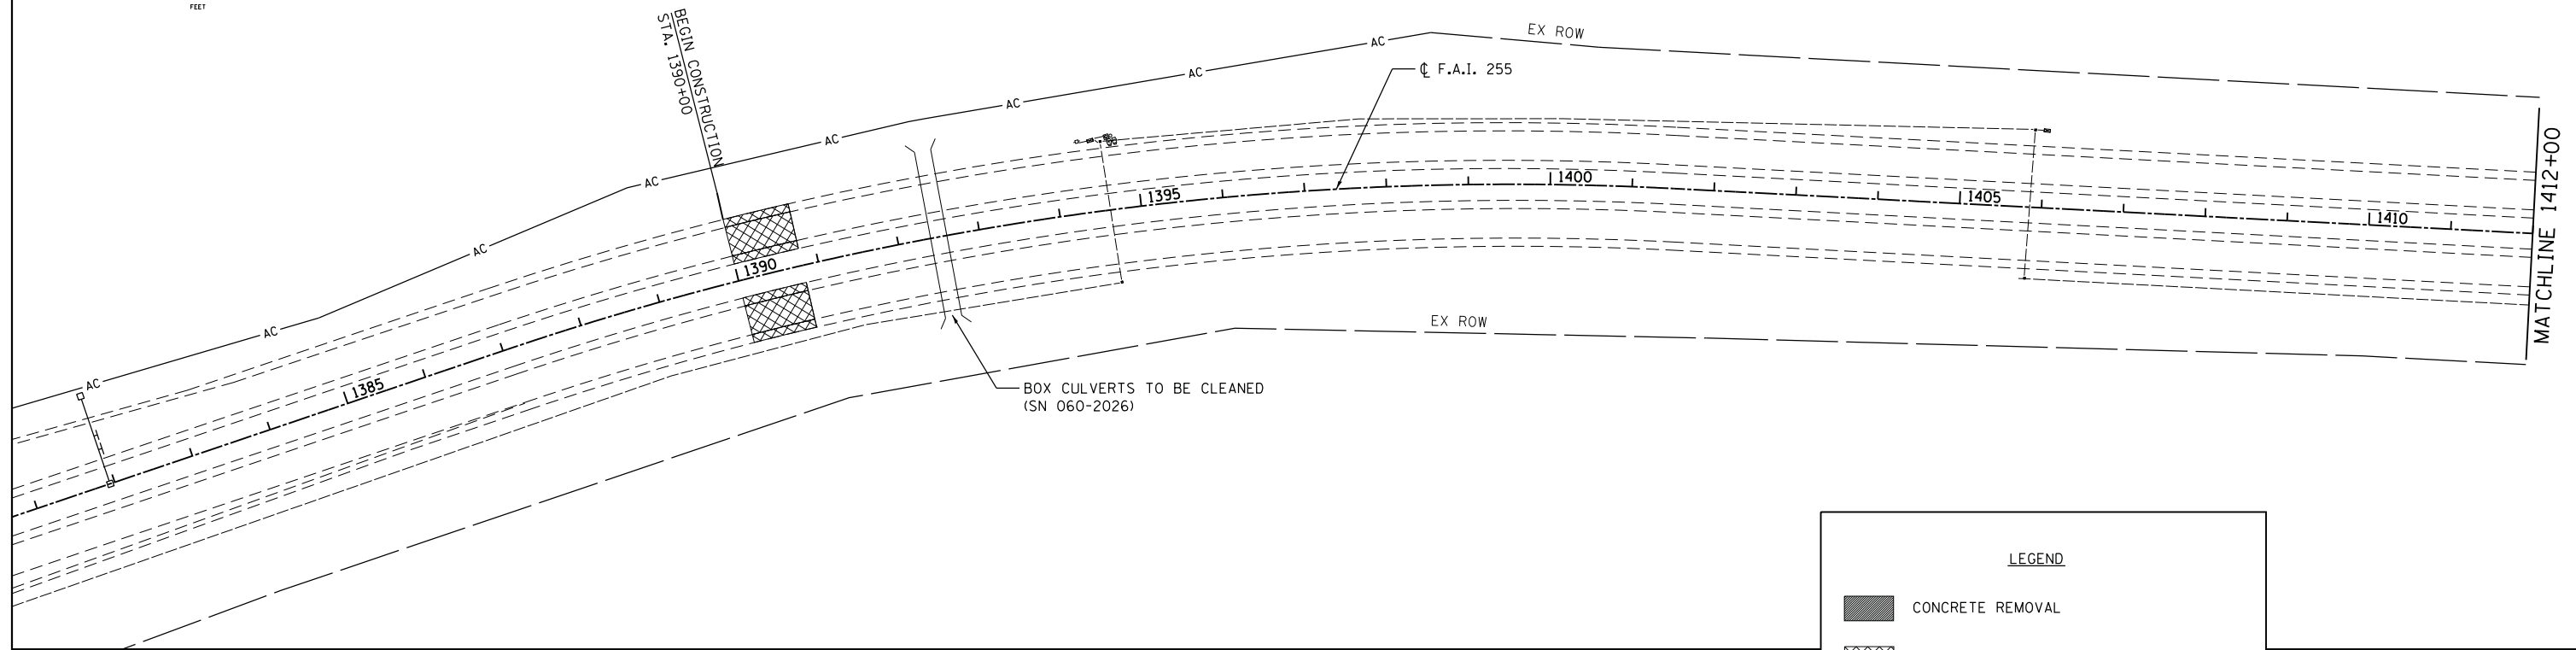 FEET
BEGIN CONSTRUCTION
STA. 1390+00
EX ROW
AC
AC
AC
AC
AC
AC
AC
AC
℄ F.A.I. 255
1385
1390
1395
1400
1405
1410
MATCHLINE 1412+00
EX ROW
BOX CULVERTS TO BE CLEANED
(SN 060-2026)
LEGEND
CONCRETE REMOVAL